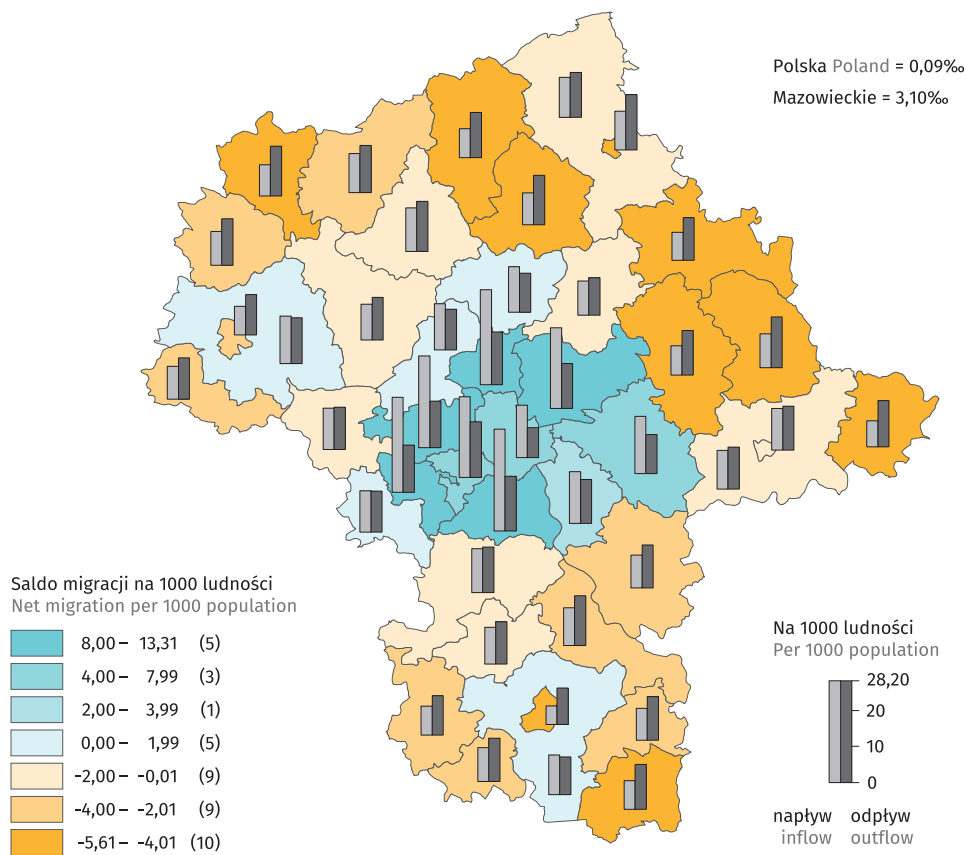 Polska Poland = 0,09‰
Mazowieckie = 3,10‰
Saldo migracji na 1000 ludności
Net migration per 1000 population
8,00 – 13,31 (5)
4,00 – 7,99 (3)
2,00 – 3,99 (1)
0,00 – 1,99 (5)
-2,00 – -0,01 (9)
-4,00 – -2,01 (9)
-5,61 – -4,01 (10)
Na 1000 ludności
Per 1000 population
28,20
20
10
0
napływ odpływ
inflow outflow